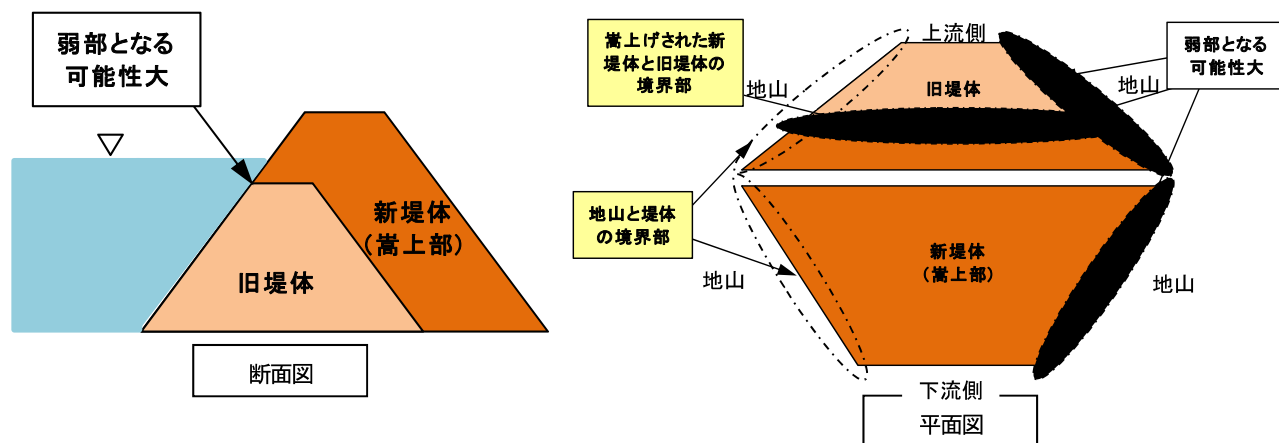 弱部となる
可能性大
新堤体
(嵩上部)
旧堤体
断面図
嵩上げされた新
堤体と旧堤体の
境界部
上流側
弱部となる
可能性大
地山
旧堤体
地山
地山と堤体
の境界部
地山
新堤体
(嵩上部)
地山
下流側
平面図